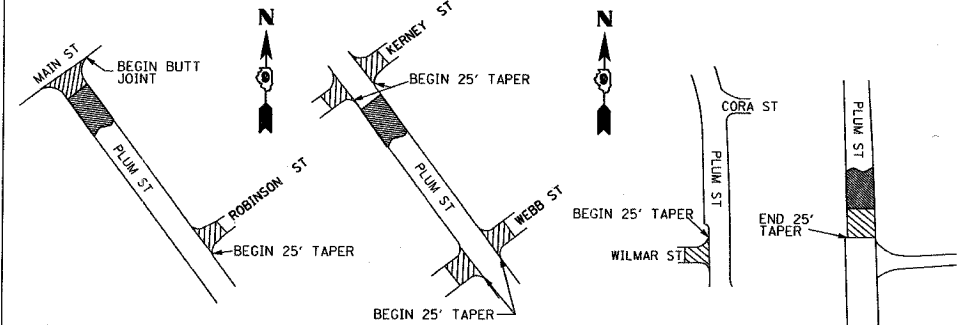 N
MAIN ST
BEGIN BUTT
JOINT
PLUM ST
ROBINSON ST
BEGIN 25' TAPER
KERNEY ST
BEGIN 25' TAPER
PLUM ST
WEBB ST
BEGIN 25' TAPER
N
CORA ST
PLUM ST
BEGIN 25' TAPER
WILMAR ST
PLUM ST
END 25'
TAPER